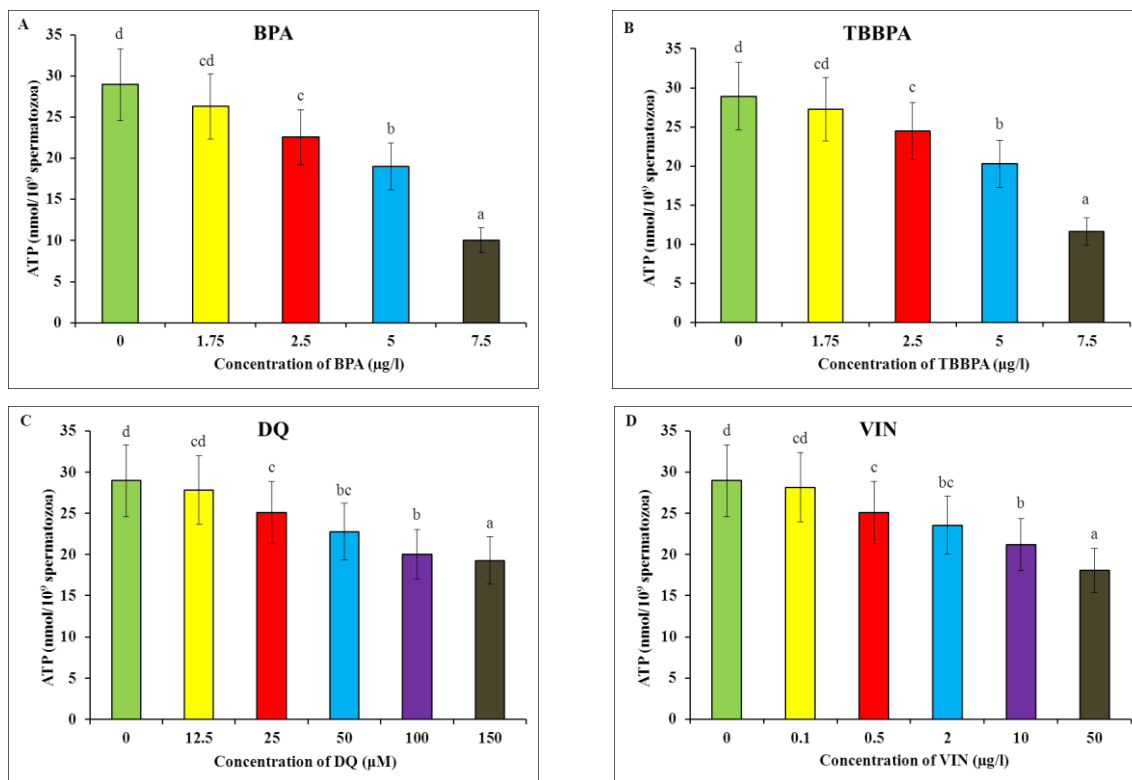 A
BPA
ATP (nmol/10⁹ spermatozoa)
35
30
25
20
15
10
5
0
d
cd
c
b
a
0 1.75 2.5 5 7.5
Concentration of BPA (µg/l)
B
TBBPA
ATP (nmol/10⁹ spermatozoa)
35
30
25
20
15
10
5
0
d
cd
c
b
a
0 1.75 2.5 5 7.5
Concentration of TBBPA (µg/l)
C
DQ
ATP (nmol/10⁹ spermatozoa)
35
30
25
20
15
10
5
0
d
cd
c
bc
b
a
0 12.5 25 50 100 150
Concentration of DQ (µM)
D
VIN
ATP (nmol/10⁹ spermatozoa)
35
30
25
20
15
10
5
0
d
cd
c
bc
b
a
0 0.1 0.5 2 10 50
Concentration of VIN (µg/l)